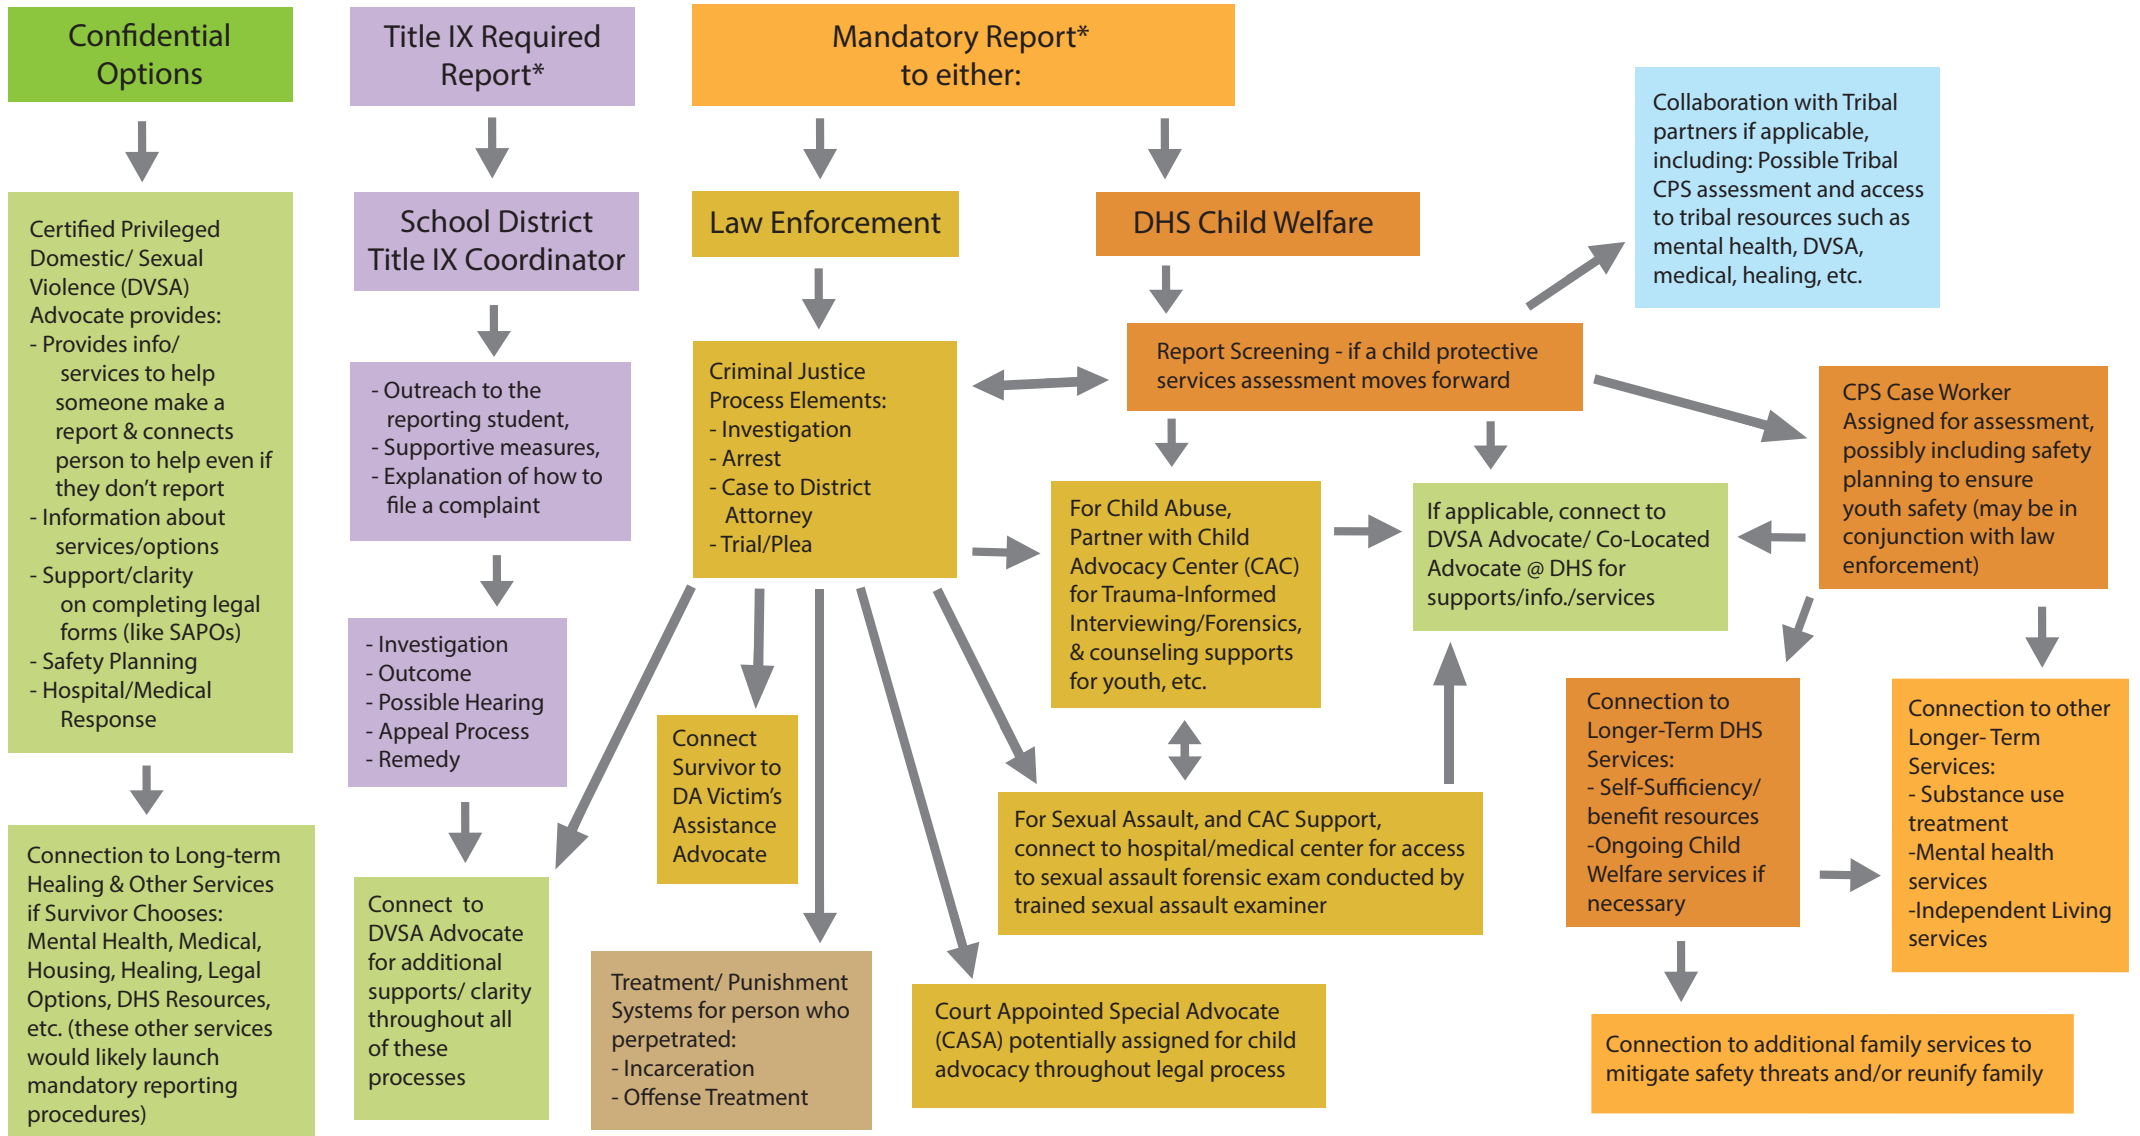 Confidential
Options
Certified Privileged
Domestic/ Sexual
Violence (DVSA)
Advocate provides:
- Provides info/
services to help
someone make a
report & connects
person to help even if
they don't report
- Information about
services/options
- Support/clarity
on completing legal
forms (like SAPOs)
- Safety Planning
- Hospital/Medical
Response
Connection to Long-term
Healing & Other Services
if Survivor Chooses:
Mental Health, Medical,
Housing, Healing, Legal
Options, DHS Resources,
etc. (these other services
would likely launch
mandatory reporting
procedures)
Title IX Required
Report*
School District
Title IX Coordinator
- Outreach to the
reporting student,
- Supportive measures,
- Explanation of how to
file a complaint
- Investigation
- Outcome
- Possible Hearing
- Appeal Process
- Remedy
Connect to
DVSA Advocate
for additional
supports/ clarity
throughout all
of these
processes
Mandatory Report*
to either:
Law Enforcement
Criminal Justice
Process Elements:
- Investigation
- Arrest
- Case to District
Attorney
- Trial/Plea
Connect
Survivor to
DA Victim's
Assistance
Advocate
Treatment/ Punishment
Systems for person who
perpetrated:
- Incarceration
- Offense Treatment
DHS Child Welfare
Report Screening - if a child protective
services assessment moves forward
For Child Abuse,
Partner with Child
Advocacy Center (CAC)
for Trauma-Informed
Interviewing/Forensics,
& counseling supports
for youth, etc.
For Sexual Assault, and CAC Support,
connect to hospital/medical center for access
to sexual assault forensic exam conducted by
trained sexual assault examiner
Court Appointed Special Advocate
(CASA) potentially assigned for child
advocacy throughout legal process
If applicable, connect to
DVSA Advocate/ Co-Located
Advocate @ DHS for
supports/info./services
Collaboration with Tribal
partners if applicable,
including: Possible Tribal
CPS assessment and access
to tribal resources such as
mental health, DVSA,
medical, healing, etc.
CPS Case Worker
Assigned for assessment,
possibly including safety
planning to ensure
youth safety (may be in
conjunction with law
enforcement)
Connection to
Longer-Term DHS
Services:
- Self-Sufficiency/
benefit resources
-Ongoing Child
Welfare services if
necessary
Connection to other
Longer- Term
Services:
- Substance use
treatment
-Mental health
services
-Independent Living
services
Connection to additional family services to
mitigate safety threats and/or reunify family